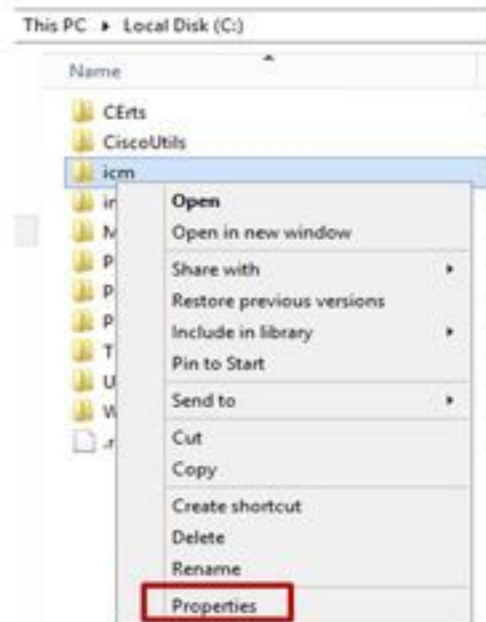 This PC ▸ Local Disk (C:)
Name
CErts
CiscoUtils
icm
Open
Open in new window
Share with
Restore previous versions
Include in library
Pin to Start
Send to
Cut
Copy
Create shortcut
Delete
Rename
Properties